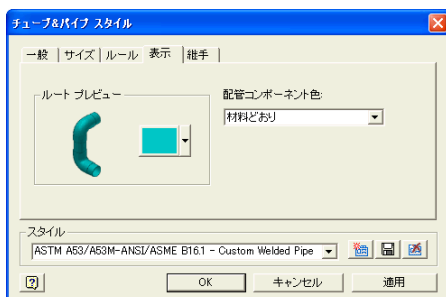 チューブ&パイプ スタイル
一般 サイズ ルール 表示 継手
ルート プレビュー
配管コンポーネント色:
材料どおり
スタイル
ASTM A53/A53M-ANSI/ASME B16.1 - Custom Welded Pipe
OK キャンセル 適用